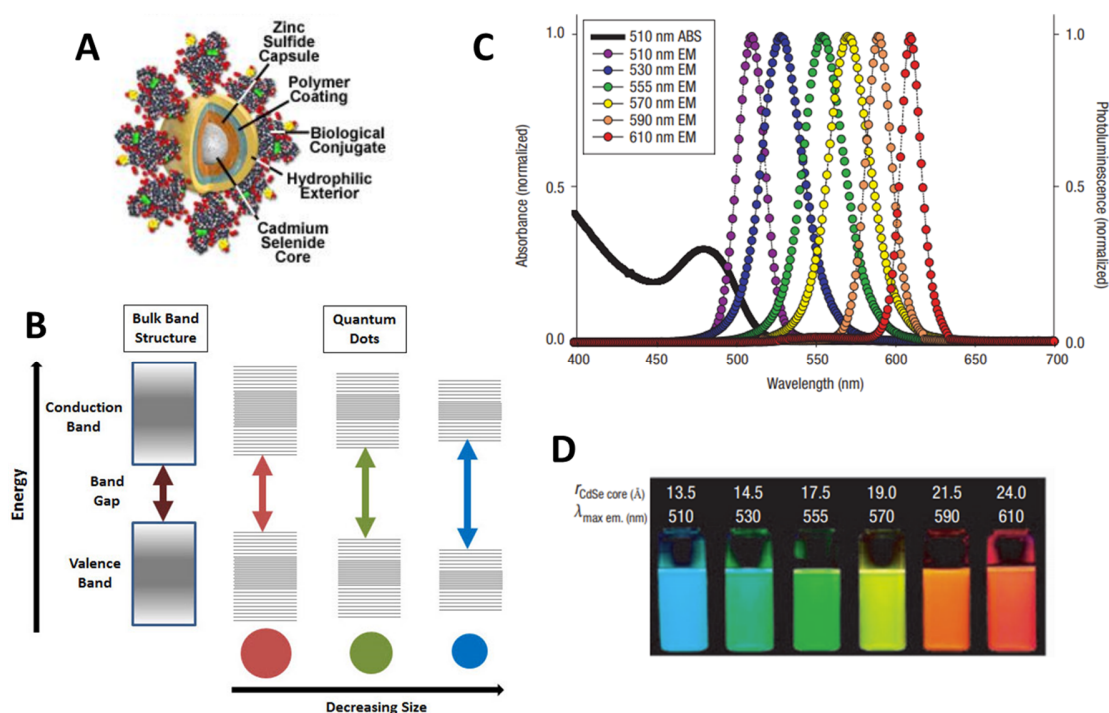 A
Zinc
Sulfide
Capsule
Polymer
Coating
Biological
Conjugate
Hydrophilic
Exterior
Cadmium
Selenide
Core
B
Bulk Band
Structure
Quantum
Dots
Energy
Conduction
Band
Band
Gap
Valence
Band
Decreasing Size
C
510 nm ABS
510 nm EM
530 nm EM
555 nm EM
570 nm EM
590 nm EM
610 nm EM
Absorbance (normalized)
1.0
0.5
0.0
400 450 500 550 600 650 700
Wavelength (nm)
1.0
0.5
0.0
Photoluminescence (normalized)
D
rCdSe core (Å) 13.5 14.5 17.5 19.0 21.5 24.0
λmax em. (nm) 510 530 555 570 590 610